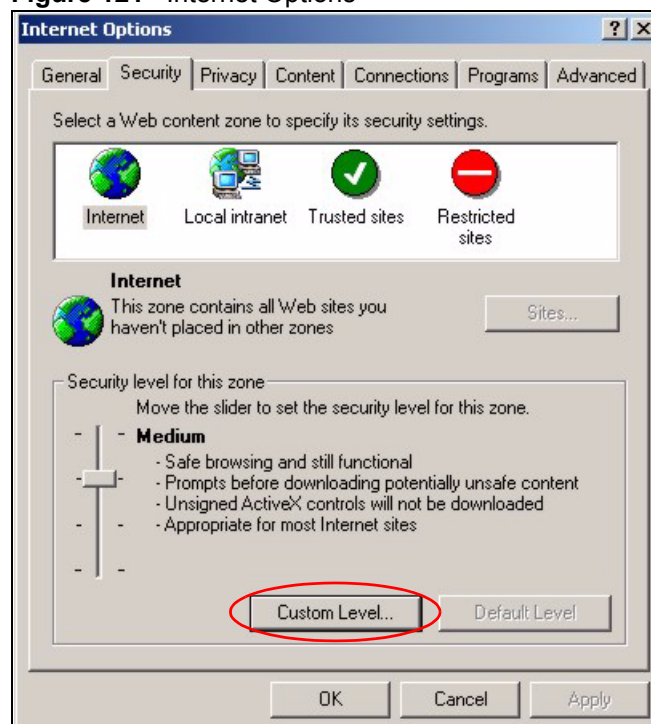 Figure 121 Internet Options
Internet Options
General Security Privacy Content Connections Programs Advanced
Select a Web content zone to specify its security settings.
Internet Local intranet Trusted sites Restricted sites
Internet
This zone contains all Web sites you
haven't placed in other zones
Sites...
Security level for this zone
Move the slider to set the security level for this zone.
Medium
- Safe browsing and still functional
- Prompts before downloading potentially unsafe content
- Unsigned ActiveX controls will not be downloaded
- Appropriate for most Internet sites
Custom Level... Default Level
OK Cancel Apply